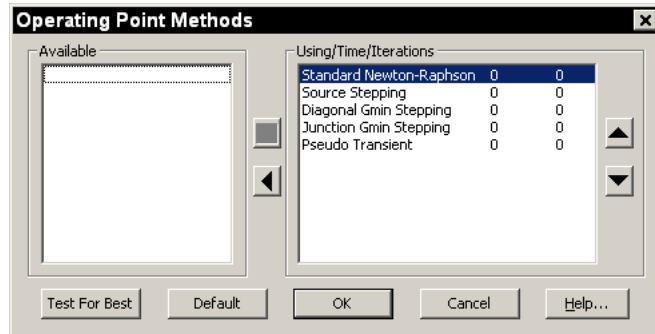 Operating Point Methods
Available
Using/Time/Iterations
Standard Newton-Raphson 0 0
Source Stepping 0 0
Diagonal Gmin Stepping 0 0
Junction Gmin Stepping 0 0
Pseudo Transient 0 0
Test For Best
Default
OK
Cancel
Help...